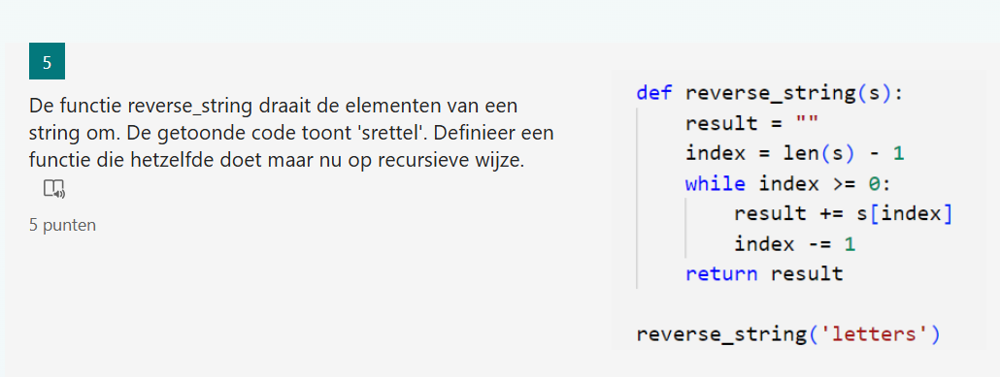 5
De functie reverse_string draait de elementen van een
string om. De getoonde code toont 'srettel'. Definieer een
functie die hetzelfde doet maar nu op recursieve wijze.
5 punten
def reverse_string(s):
    result = ""
    index = len(s) - 1
    while index >= 0:
        result += s[index]
        index -= 1
    return result

reverse_string('letters')